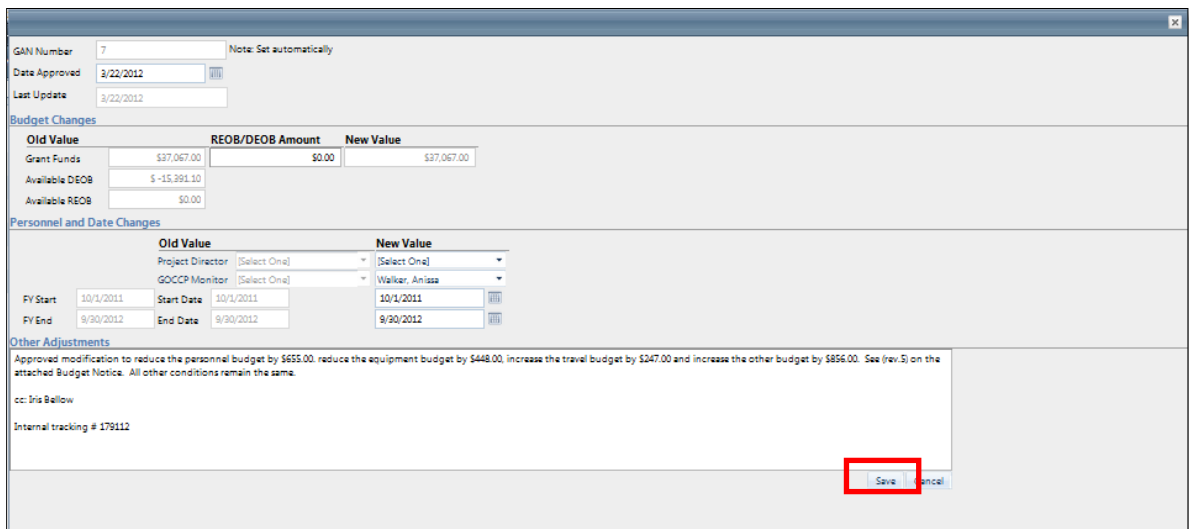 GAN Number 7 Note: Set automatically
Date Approved 3/22/2012
Last Update 3/22/2012
Budget Changes
Old Value REOB/DEOB Amount New Value
Grant Funds $37,067.00 $0.00 $37,067.00
Available DEOB $ -15,391.10
Available REOB $0.00
Personnel and Date Changes
Old Value New Value
Project Director [Select One] [Select One]
GOCCP Monitor [Select One] Walker, Anissa
FY Start 10/1/2011 Start Date 10/1/2011 10/1/2011
FY End 9/30/2012 End Date 9/30/2012 9/30/2012
Other Adjustments
Approved modification to reduce the personnel budget by $655.00. reduce the equipment budget by $448.00, increase the travel budget by $247.00 and increase the other budget by $856.00. See (rev.5) on the
attached Budget Notice. All other conditions remain the same.
cc: Iris Bellow
Internal tracking # 179112
Save Cancel